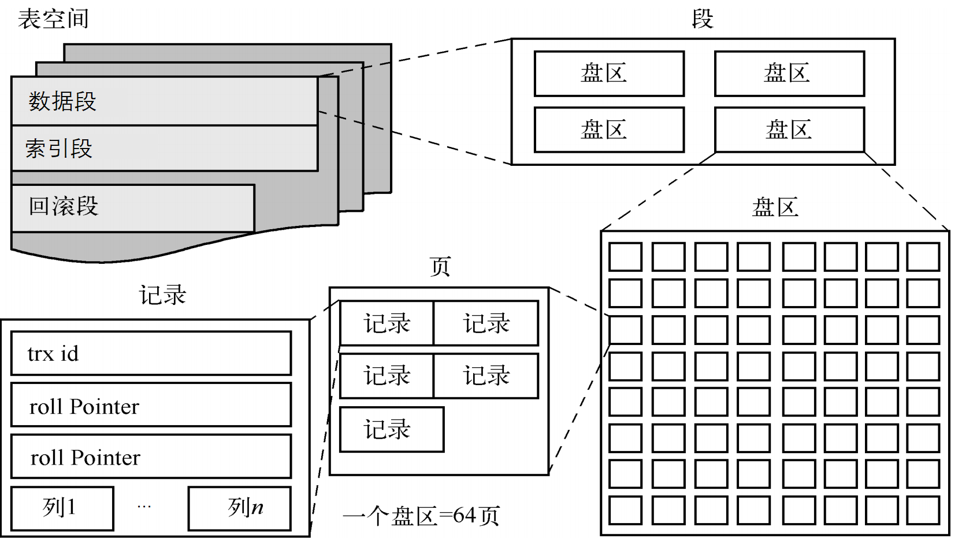 表空间
数据段
索引段
回滚段
段
盘区
盘区
盘区
盘区
盘区
页
记录
记录
记录
记录
记录
一个盘区=64页
记录
trx id
roll Pointer
roll Pointer
列1
...
列n